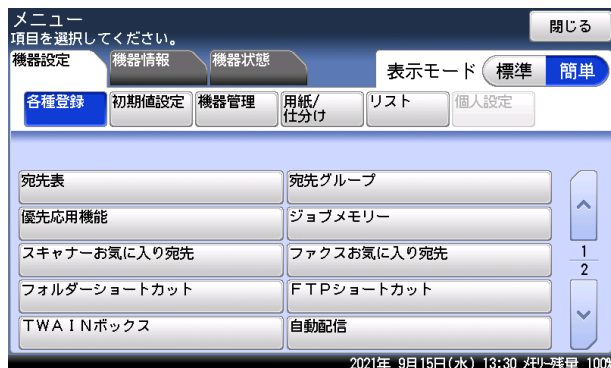 メニュー
項目を選択してください。
閉じる
機器設定
機器情報
機器状態
表示モード
標準
簡単
各種登録
初期値設定
機器管理
用紙/
仕分け
リスト
個人設定
宛先表
宛先グループ
優先応用機能
ジョブメモリー
スキャナーお気に入り宛先
ファクスお気に入り宛先
1
2
フォルダーショートカット
FTPショートカット
TWAINボックス
自動配信
2021年 9月15日(水) 13:30 メモリー残量 100%